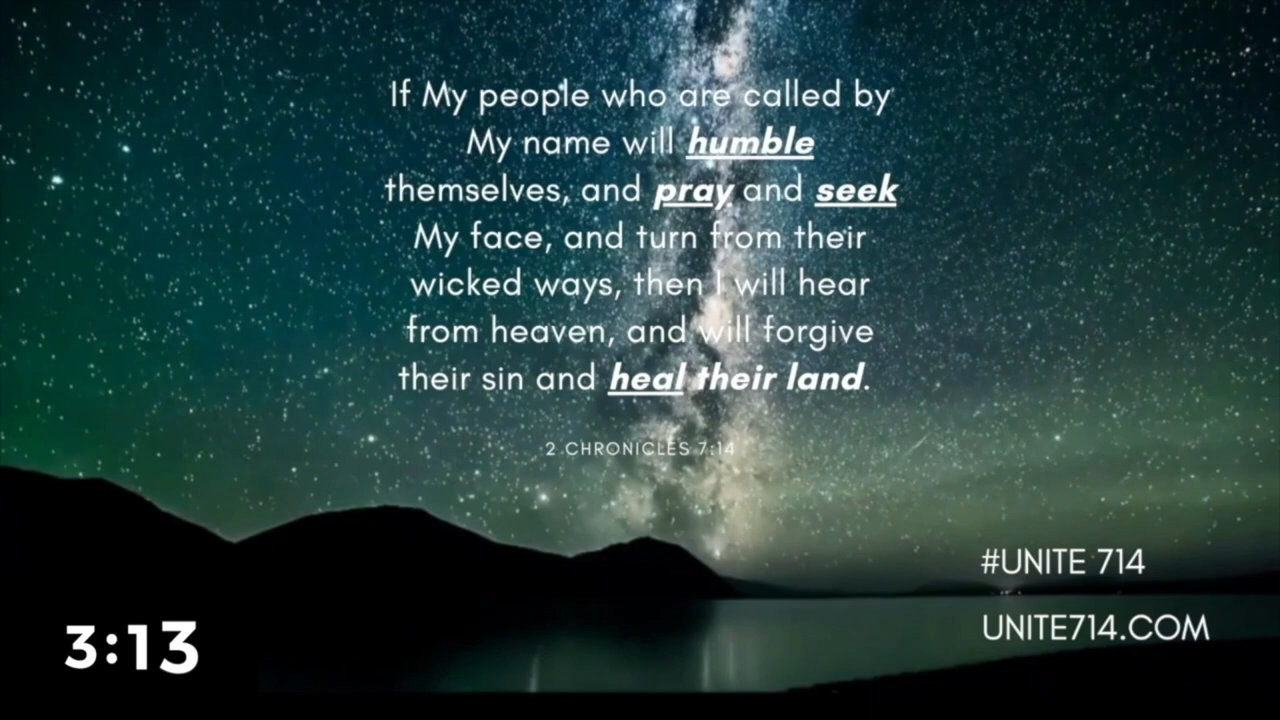 If My people who are called by
My name will humble
themselves, and pray and seek
My face, and turn from their
wicked ways, then I will hear
from heaven, and will forgive
their sin and heal their land.
2 CHRONICLES 7:14
#UNITE 714
UNITE714.COM
3:13